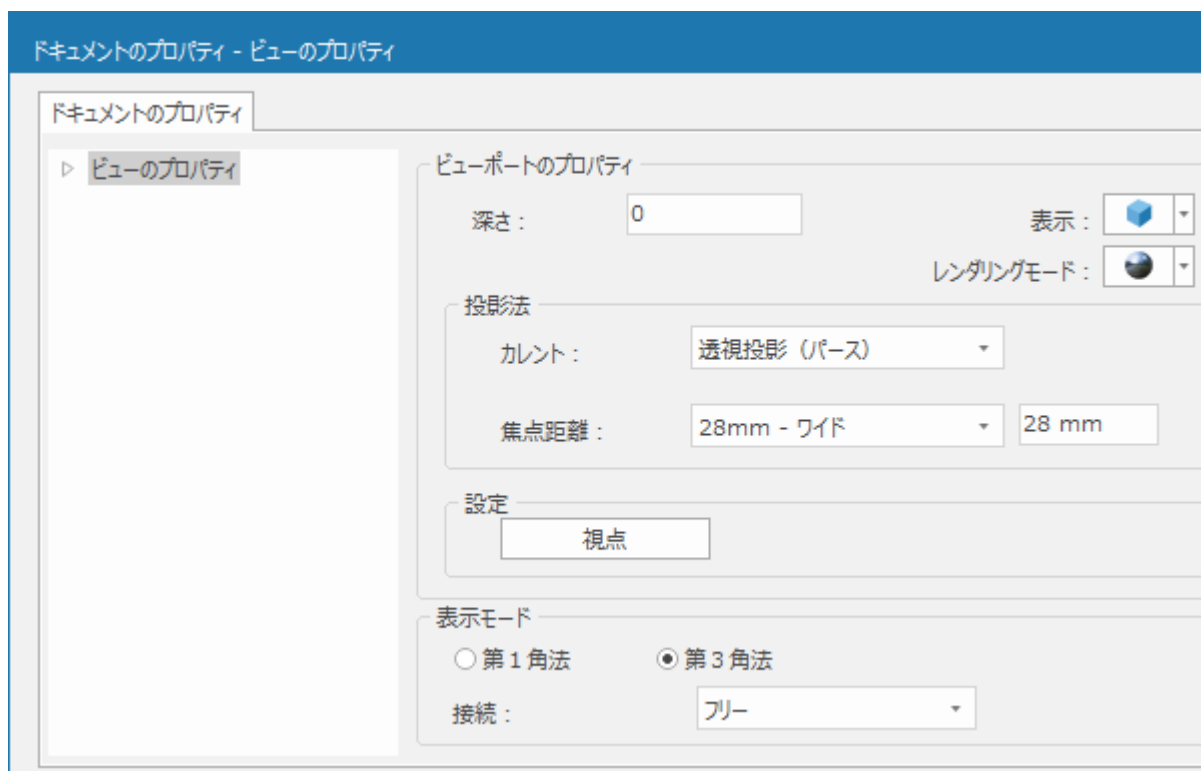 ドキュメントのプロパティ - ビューのプロパティ
ドキュメントのプロパティ
ビューのプロパティ
ビューポートのプロパティ
深さ : 0 表示 :
レンダリングモード :
投影法
カレント : 透視投影（パース）
焦点距離 : 28mm - ワイド 28 mm
設定
視点
表示モード
第１角法 第３角法
接続 : フリー